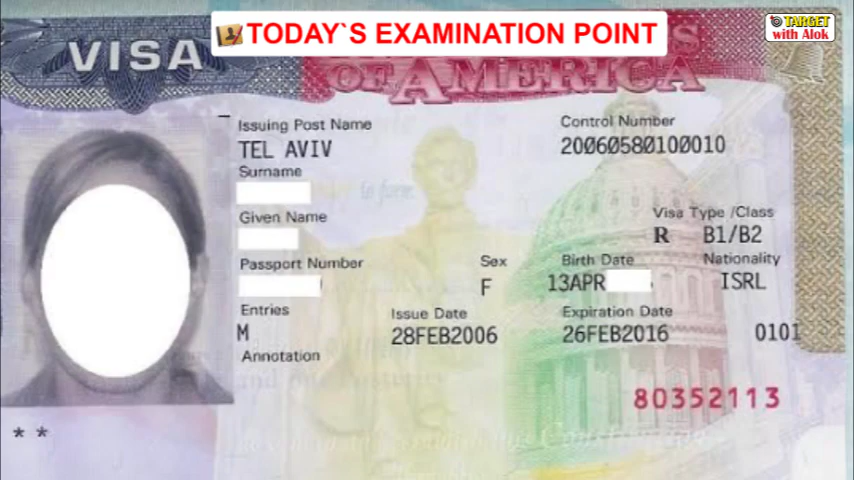 TODAY`S EXAMINATION POINT
TARGET
with Alok
VISA
OF AMERICA
Issuing Post Name
TEL AVIV
Control Number
20060580100010
Surname
Given Name
Visa Type /Class
R B1/B2
Passport Number
Sex
F
Birth Date
13APR
Nationality
ISRL
Entries
M
Issue Date
28FEB2006
Expiration Date
26FEB2016
0101
Annotation
80352113
* *